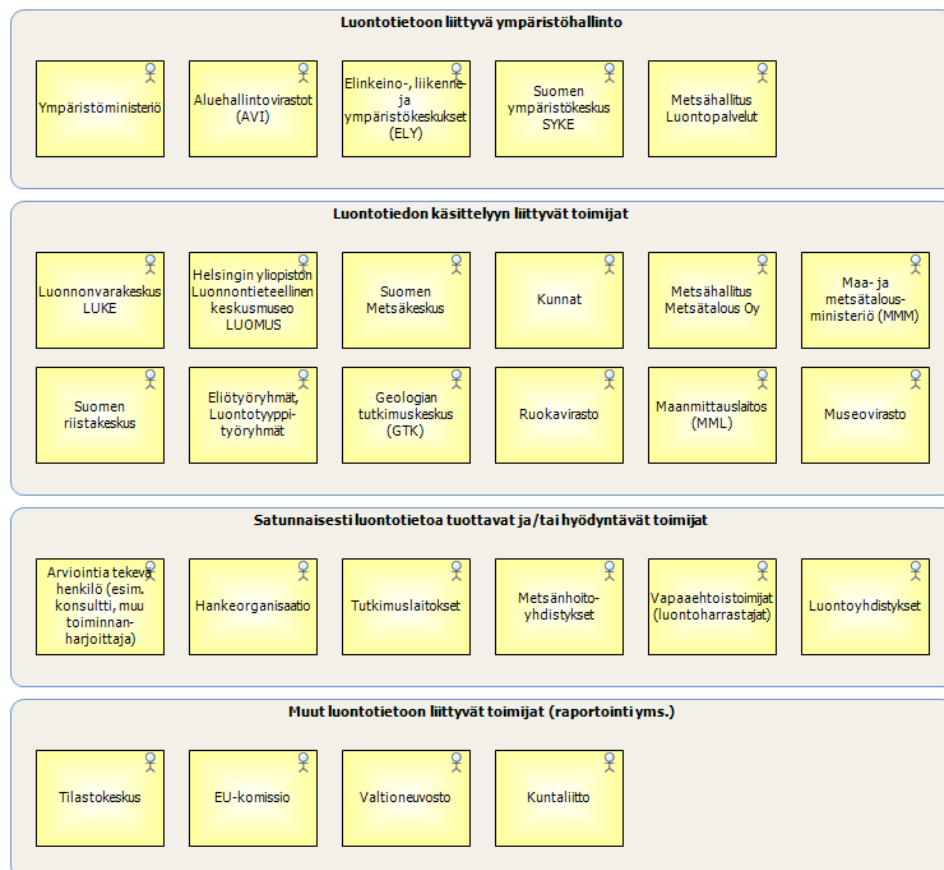 Luontotietoon liittyvä ympäristöhallinto
Ympäristöministeriö
Aluehallintovirastot
(AVI)
Elinkeino-, liikenne-
ja
ympäristökeskukset
(ELY)
Suomen
ympäristökeskus
SYKE
Metsähallitus
Luontopalvelut
Luontotiedon käsittelyyn liittyvät toimijat
Luonnonvarakeskus
LUKE
Helsingin yliopiston
Luonnontieteellinen
keskusmuseo
LUOMUS
Suomen
Metsäkeskus
Kunnat
Metsähallitus
Metsätalous Oy
Maa- ja
metsätalous-
ministeriö (MMM)
Suomen
riistakeskus
Eliötyöryhmät,
Luontotyyppi-
työryhmät
Geologian
tutkimuskeskus
(GTK)
Ruokavirasto
Maanmittauslaitos
(MML)
Museovirasto
Satunnaisesti luontotietoa tuottavat ja/tai hyödyntävät toimijat
Arviointia tekevä
henkilö (esim.
konsultti, muu
toiminnan-
harjoittaja)
Hankeorganisaatio
Tutkimuslaitokset
Metsänhoito-
yhdistykset
Vapaaehtoistoimijat
(luontoharrastajat)
Luontoyhdistykset
Muut luontotietoon liittyvät toimijat (raportointi yms.)
Tilastokeskus
EU-komissio
Valtioneuvosto
Kuntaliitto